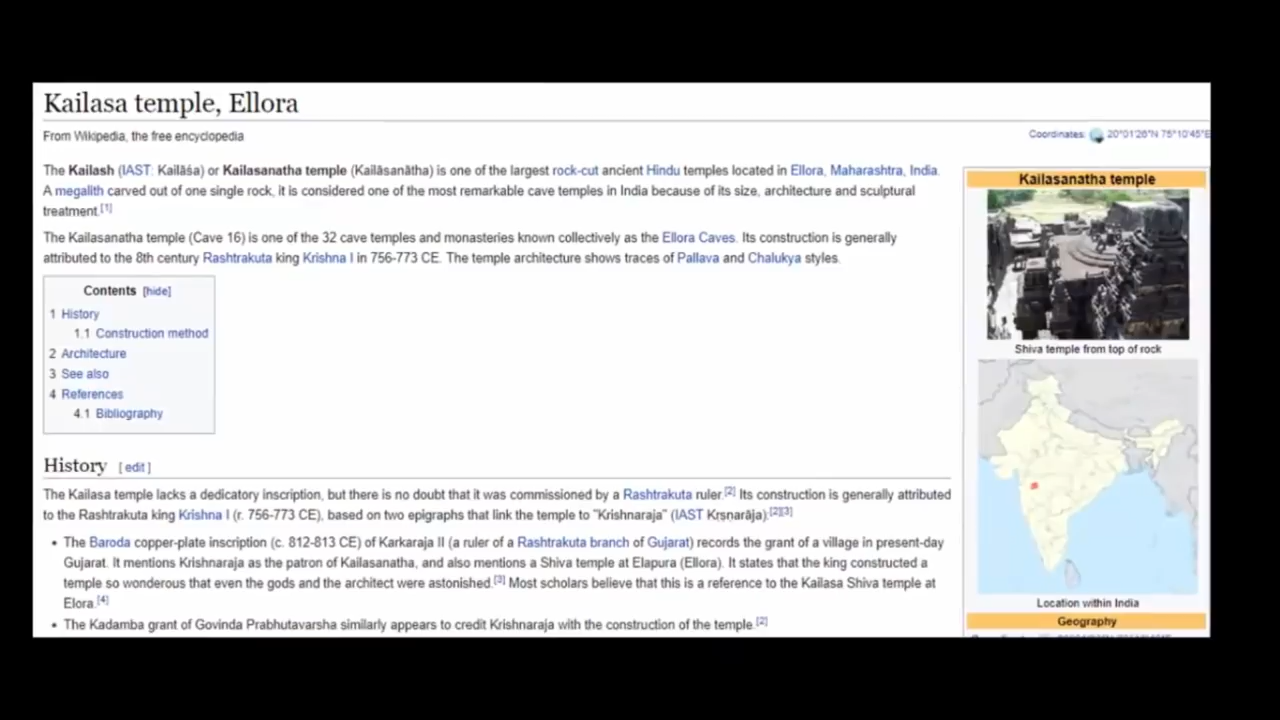 Kailasa temple, Ellora
From Wikipedia, the free encyclopedia
Coordinates: 20°01'26"N 75°10'45"E
The Kailash (IAST: Kailāśa) or Kailasanatha temple (Kailāsanātha) is one of the largest rock-cut ancient Hindu temples located in Ellora, Maharashtra, India.
A megalith carved out of one single rock, it is considered one of the most remarkable cave temples in India because of its size, architecture and sculptural
treatment.[1]
The Kailasanatha temple (Cave 16) is one of the 32 cave temples and monasteries known collectively as the Ellora Caves. Its construction is generally
attributed to the 8th century Rashtrakuta king Krishna I in 756-773 CE. The temple architecture shows traces of Pallava and Chalukya styles.
Contents [hide]
1 History
1.1 Construction method
2 Architecture
3 See also
4 References
4.1 Bibliography
History [ edit ]
The Kailasa temple lacks a dedicatory inscription, but there is no doubt that it was commissioned by a Rashtrakuta ruler.[2] Its construction is generally attributed
to the Rashtrakuta king Krishna I (r. 756-773 CE), based on two epigraphs that link the temple to "Krishnaraja" (IAST Kṛṣṇarāja):[2][3]
• The Baroda copper-plate inscription (c. 812-813 CE) of Karkaraja II (a ruler of a Rashtrakuta branch of Gujarat) records the grant of a village in present-day
Gujarat. It mentions Krishnaraja as the patron of Kailasanatha, and also mentions a Shiva temple at Elapura (Ellora). It states that the king constructed a
temple so wonderous that even the gods and the architect were astonished.[3] Most scholars believe that this is a reference to the Kailasa Shiva temple at
Elora.[4]
• The Kadamba grant of Govinda Prabhutavarsha similarly appears to credit Krishnaraja with the construction of the temple.[2]
Kailasanatha temple
Shiva temple from top of rock
Location within India
Geography